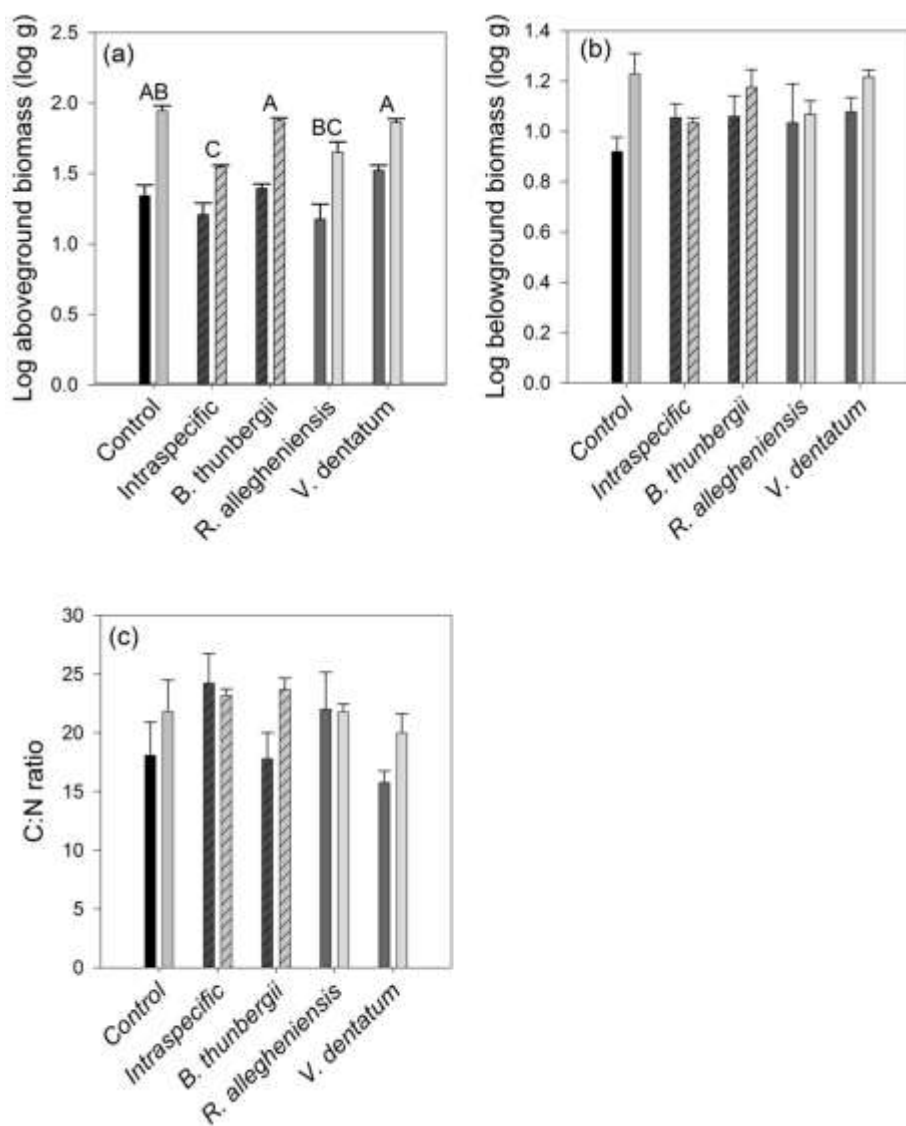 (a)
Log aboveground biomass (log g)
2.5
2.0
1.5
1.0
0.5
0.0
AB
C
A
BC
A
Control
Intraspecific
B. thunbergii
R. allegheniensis
V. dentatum
(b)
Log belowground biomass (log g)
1.4
1.2
1.0
0.8
0.6
0.4
0.2
0.0
Control
Intraspecific
B. thunbergii
R. allegheniensis
V. dentatum
(c)
C:N ratio
30
25
20
15
10
5
0
Control
Intraspecific
B. thunbergii
R. allegheniensis
V. dentatum